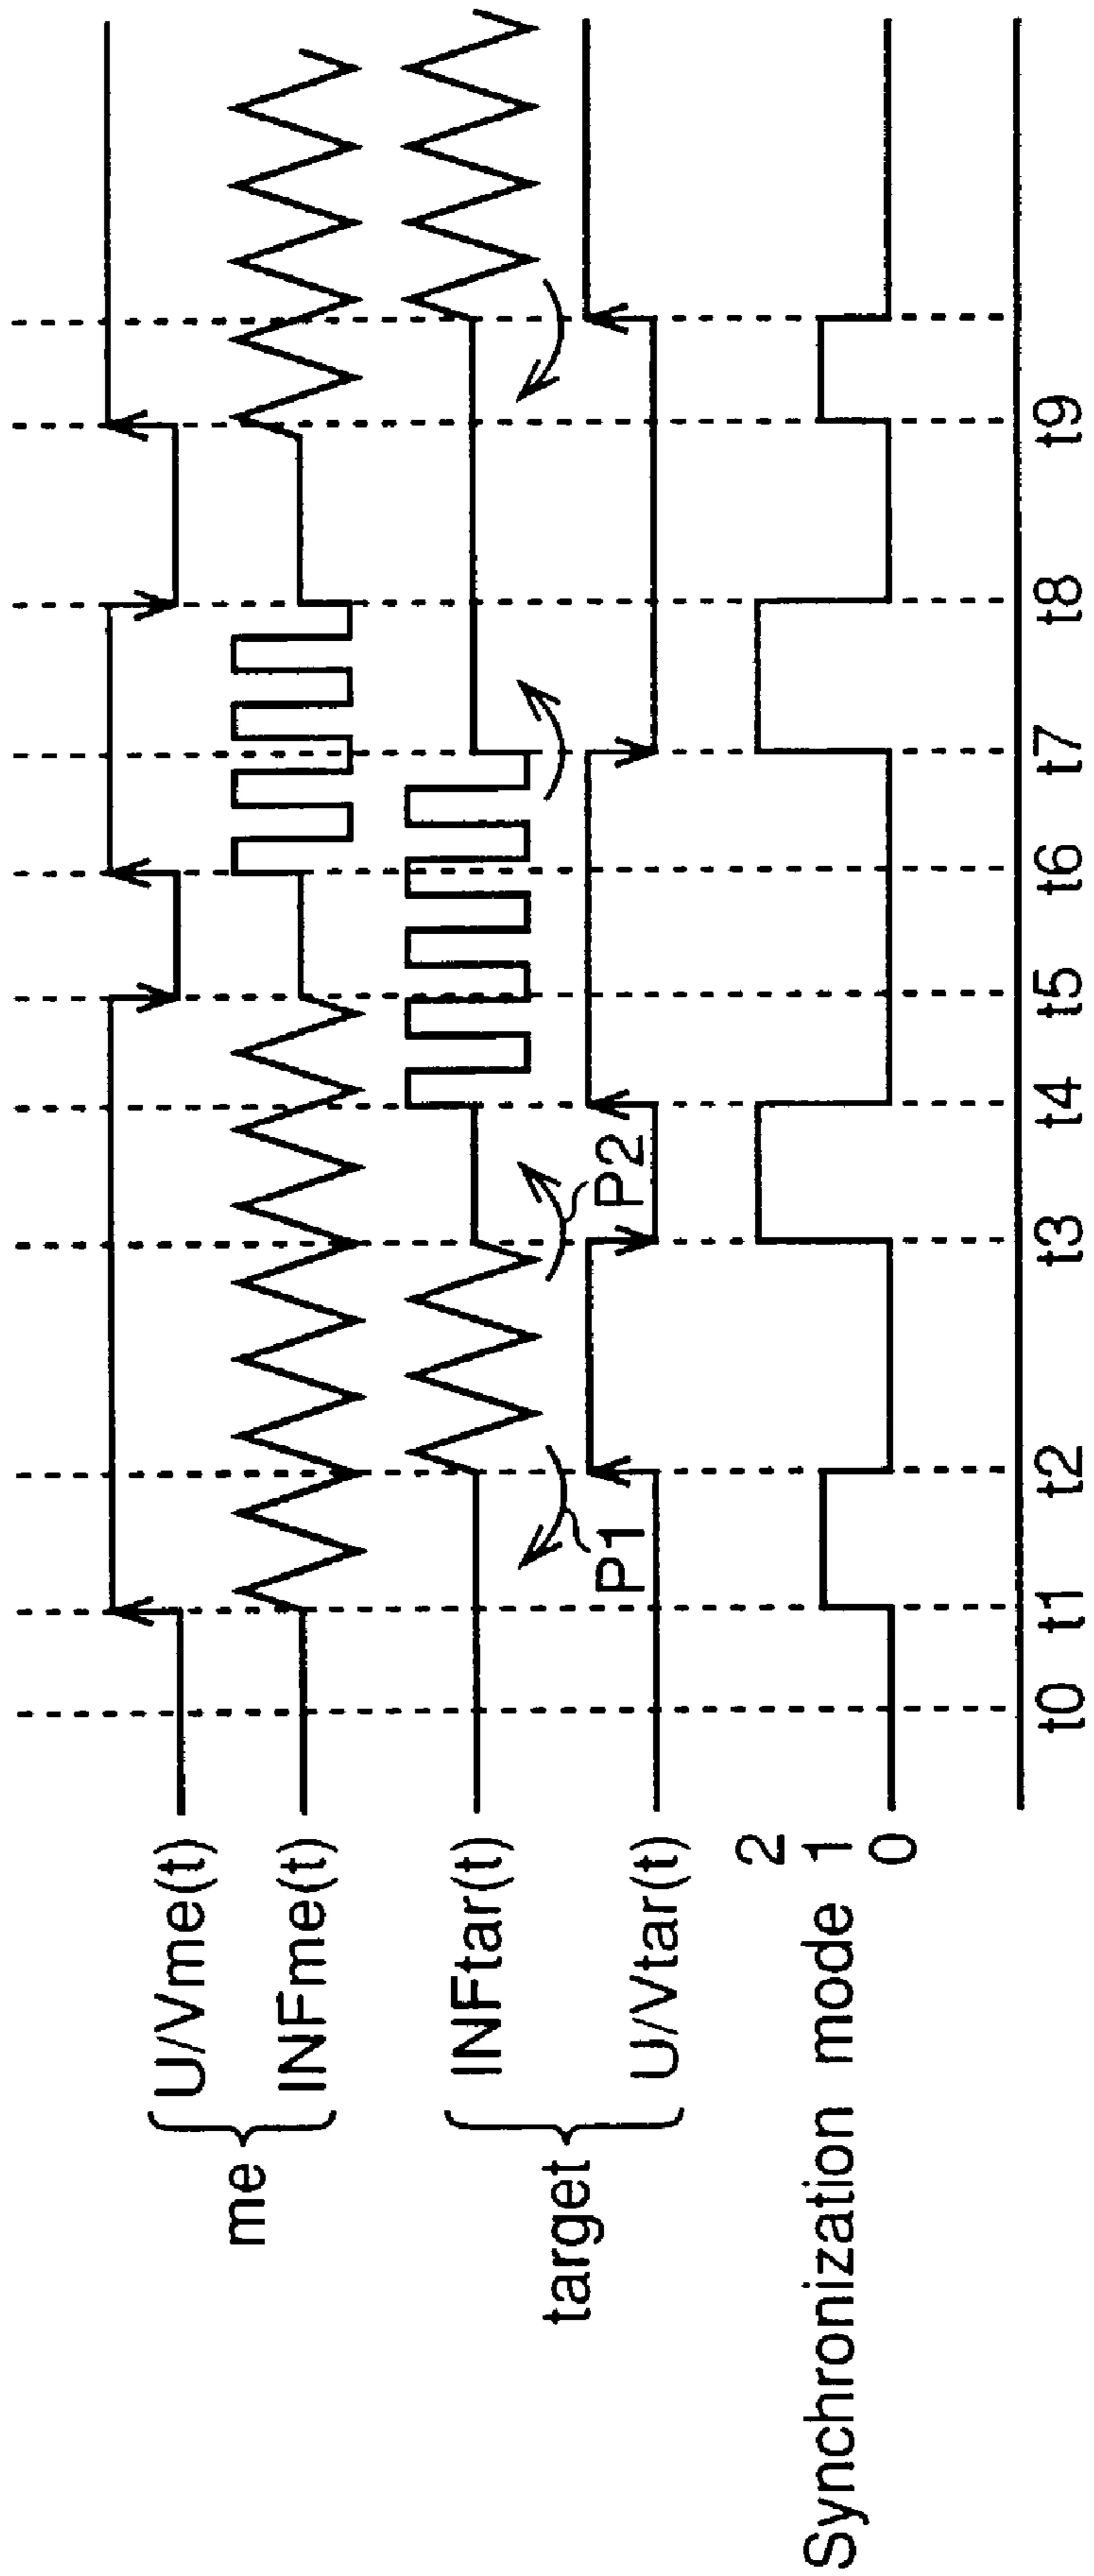 me
U/Vme(t)
INFme(t)
target
INFtar(t)
U/Vtar(t)
P1
P2
Synchronization mode
2
1
0
t0 t1 t2 t3 t4 t5 t6 t7 t8 t9